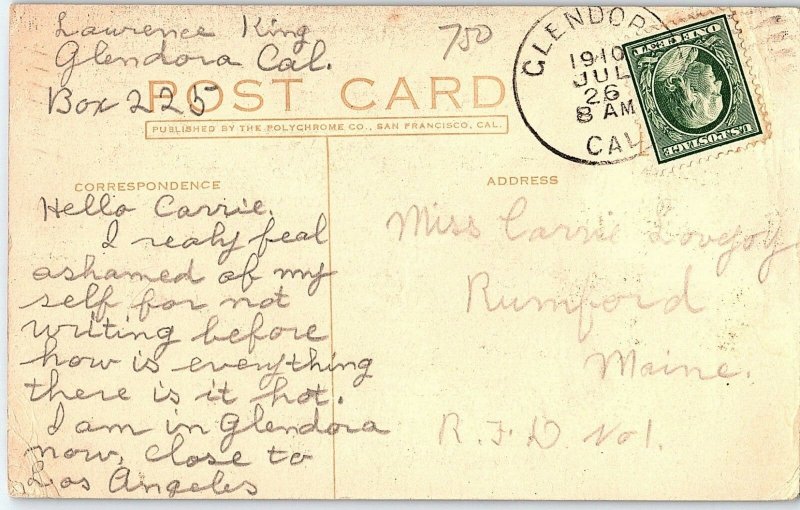 Lawrence King
Glendora Cal.
Box 225
750
POST CARD
PUBLISHED BY THE POLYCHROME CO., SAN FRANCISCO, CAL.
GLENDOR
1910
JUL
26
8 AM
CAL
U.S. POSTAGE
ONE CENT
CORRESPONDENCE
Hello Carrie.
I realy feal
ashamed of my
self for not
writing before
how is everything
there is it hot.
I am in Glendora
now, close to
Los Angeles
ADDRESS
Miss Carrie Lovejoy
Rumford
Maine.
R.F.D No1.